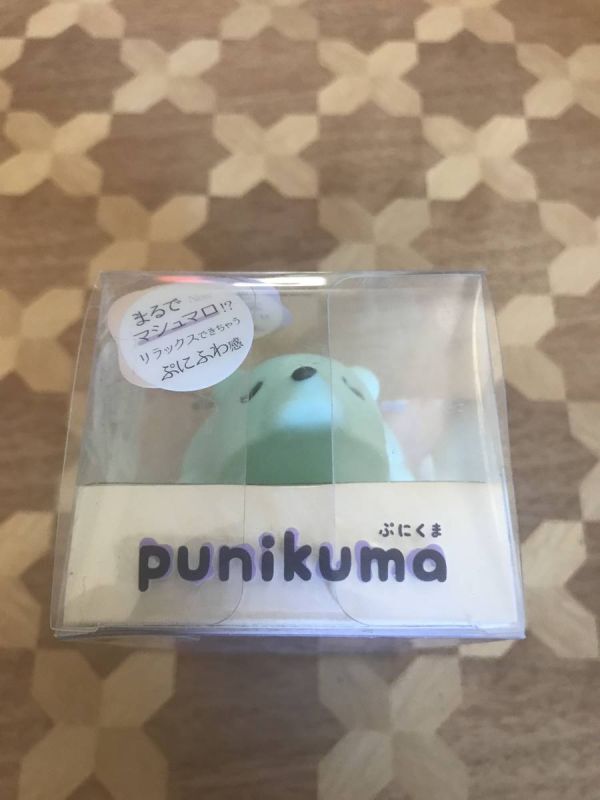 まるで
マシュマロ!?
リラックスできちゃう
ぷにふわ感
ぷにくま
punikuma